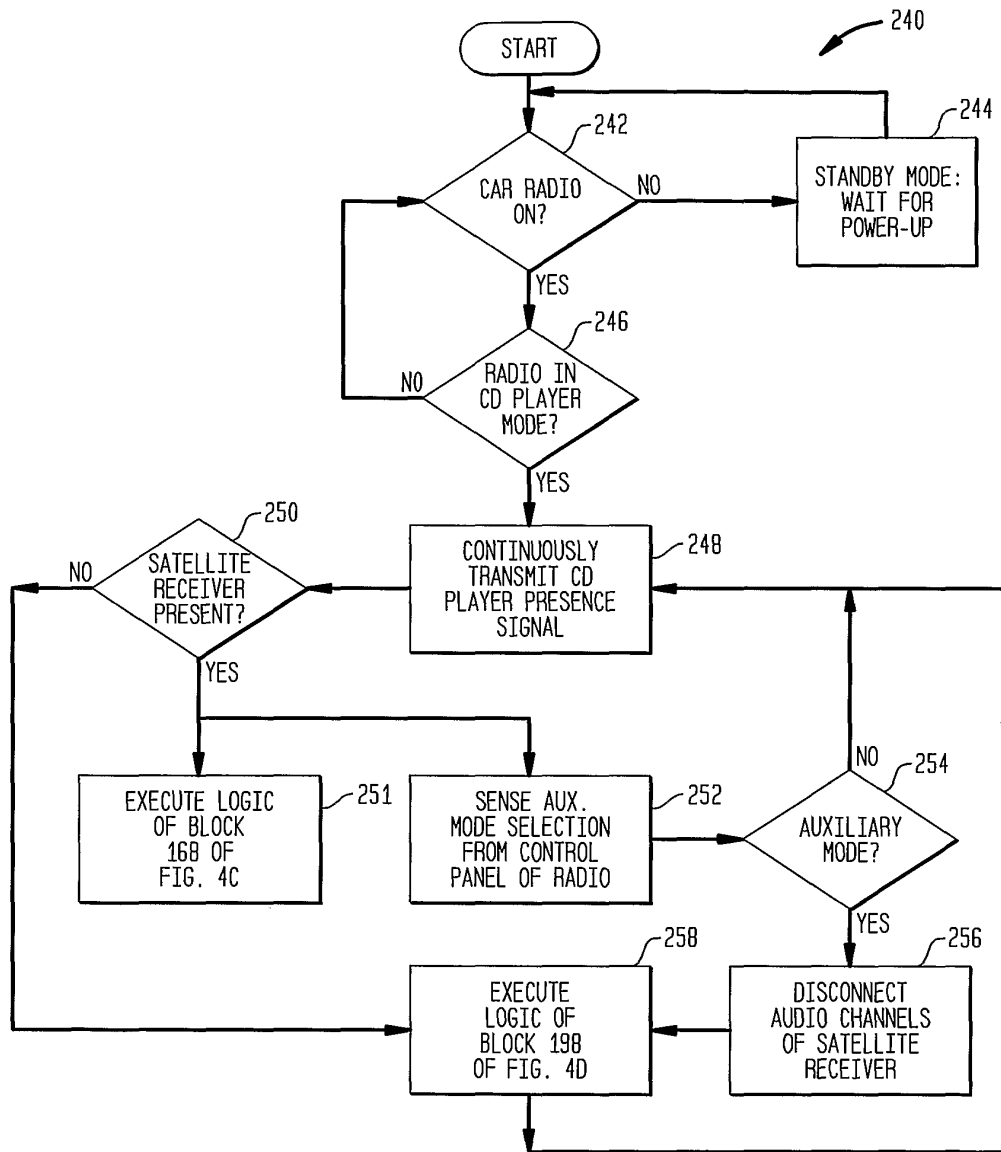 240
START
242
244
CAR RADIO
ON?
NO
STANDBY MODE:
WAIT FOR
POWER-UP
YES
246
NO
RADIO IN
CD PLAYER
MODE?
YES
250
248
NO
SATELLITE
RECEIVER
PRESENT?
CONTINUOUSLY
TRANSMIT CD
PLAYER PRESENCE
SIGNAL
YES
251
EXECUTE LOGIC
OF BLOCK
168 OF
FIG. 4C
252
SENSE AUX.
MODE SELECTION
FROM CONTROL
PANEL OF RADIO
NO
254
AUXILIARY
MODE?
YES
258
256
EXECUTE
LOGIC OF
BLOCK 198
OF FIG. 4D
DISCONNECT
AUDIO CHANNELS
OF SATELLITE
RECEIVER